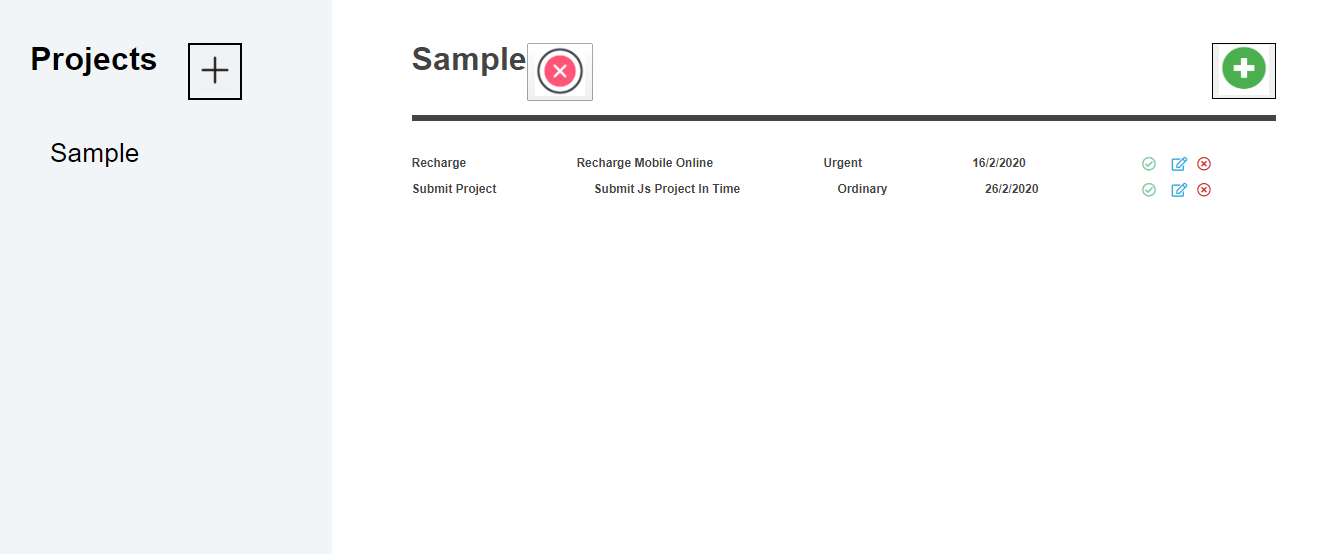 Projects
Sample
Sample
Recharge Recharge Mobile Online Urgent 16/2/2020
Submit Project Submit Js Project In Time Ordinary 26/2/2020